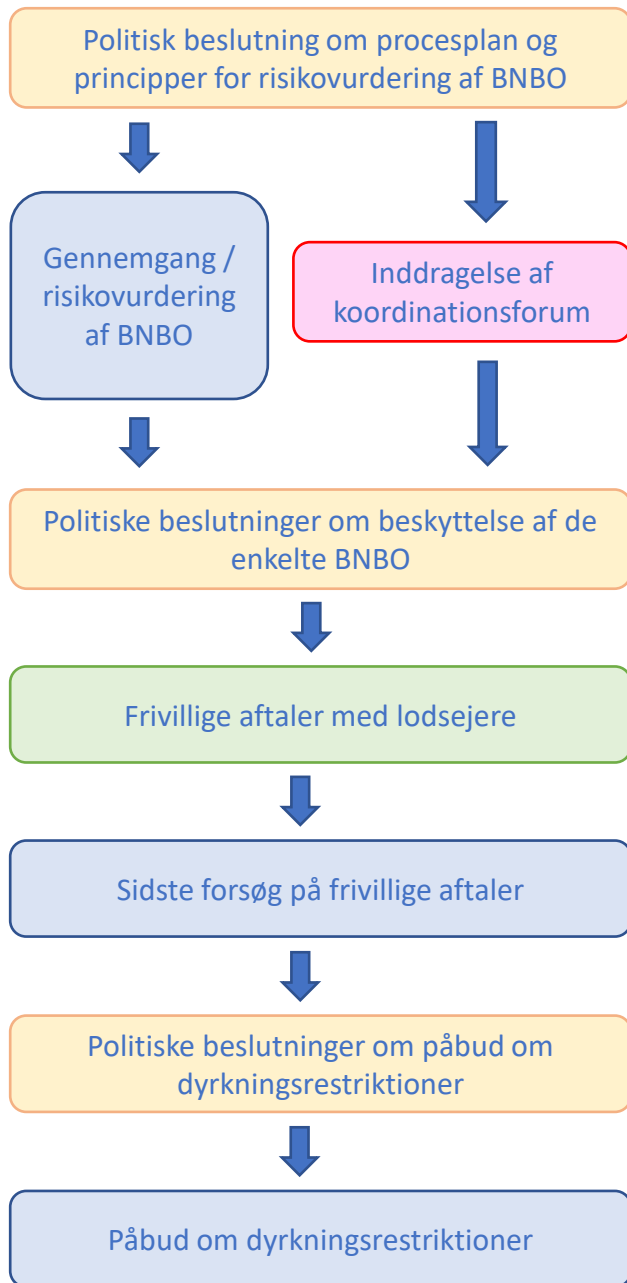 Politisk beslutning om procesplan og
principper for risikovurdering af BNBO
Gennemgang /
risikovurdering
af BNBO
Inddragelse af
koordinationsforum
Politiske beslutninger om beskyttelse af de
enkelte BNBO
Frivillige aftaler med lodsejere
Sidste forsøg på frivillige aftaler
Politiske beslutninger om påbud om
dyrkningsrestriktioner
Påbud om dyrkningsrestriktioner